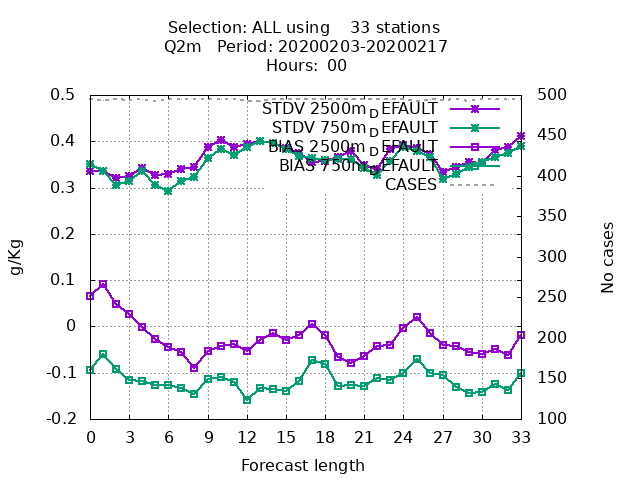 Selection: ALL using 33 stations
Q2m Period: 20200203-20200217
Hours: 00
STDV 2500m_DEFAULT
STDV 750m_DEFAULT
BIAS 2500m_DEFAULT
BIAS 750m_DEFAULT
CASES
0.5
0.4
0.3
0.2
0.1
0
-0.1
-0.2
g/Kg
500
450
400
350
300
250
200
150
100
No cases
0 3 6 9 12 15 18 21 24 27 30 33
Forecast length